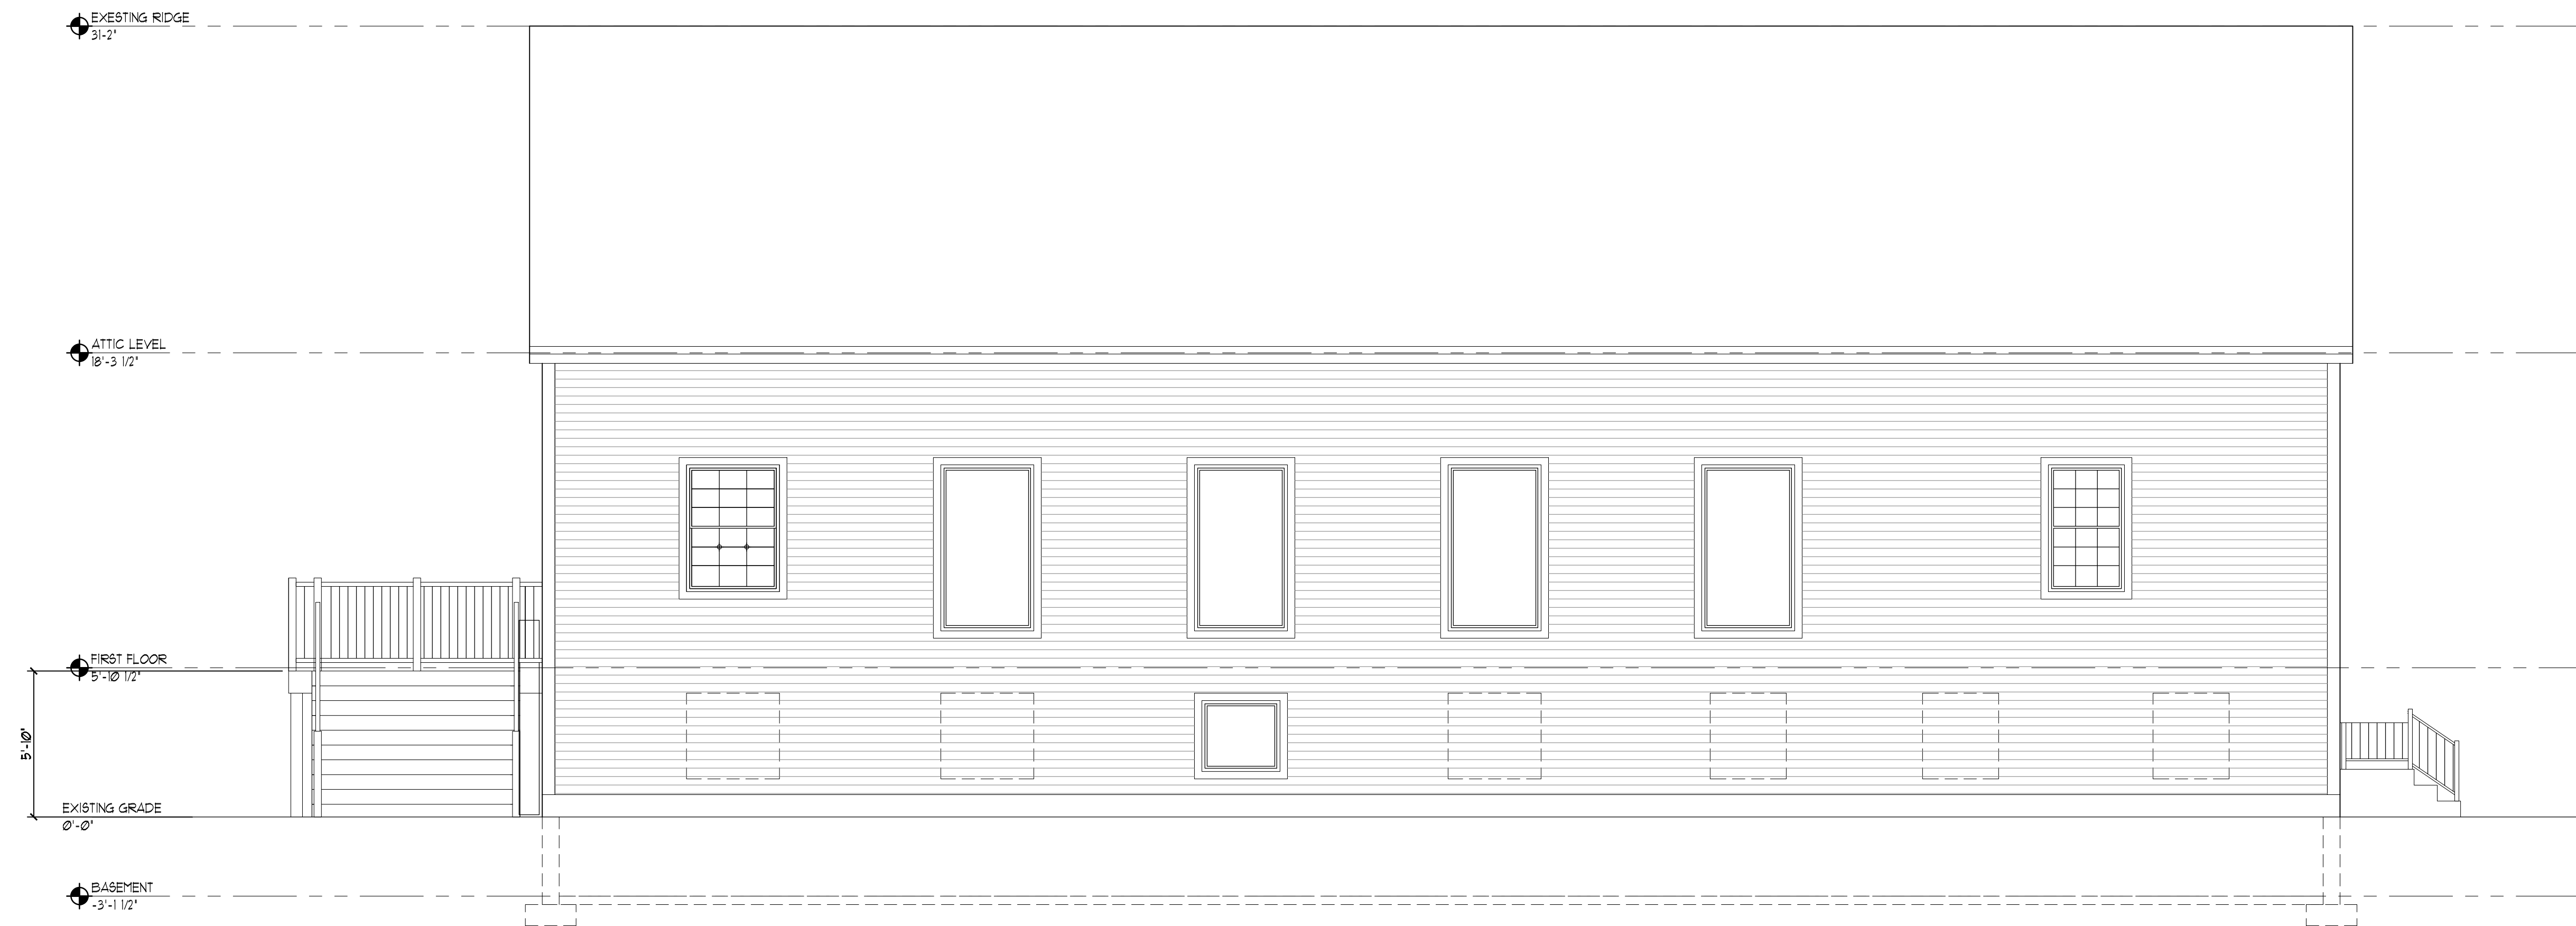 EXESTING RIDGE
31-2"
ATTIC LEVEL
18'-3 1/2"
FIRST FLOOR
5'-10 1/2"
5'-10"
EXISTING GRADE
0'-0"
BASEMENT
-3'-1 1/2"